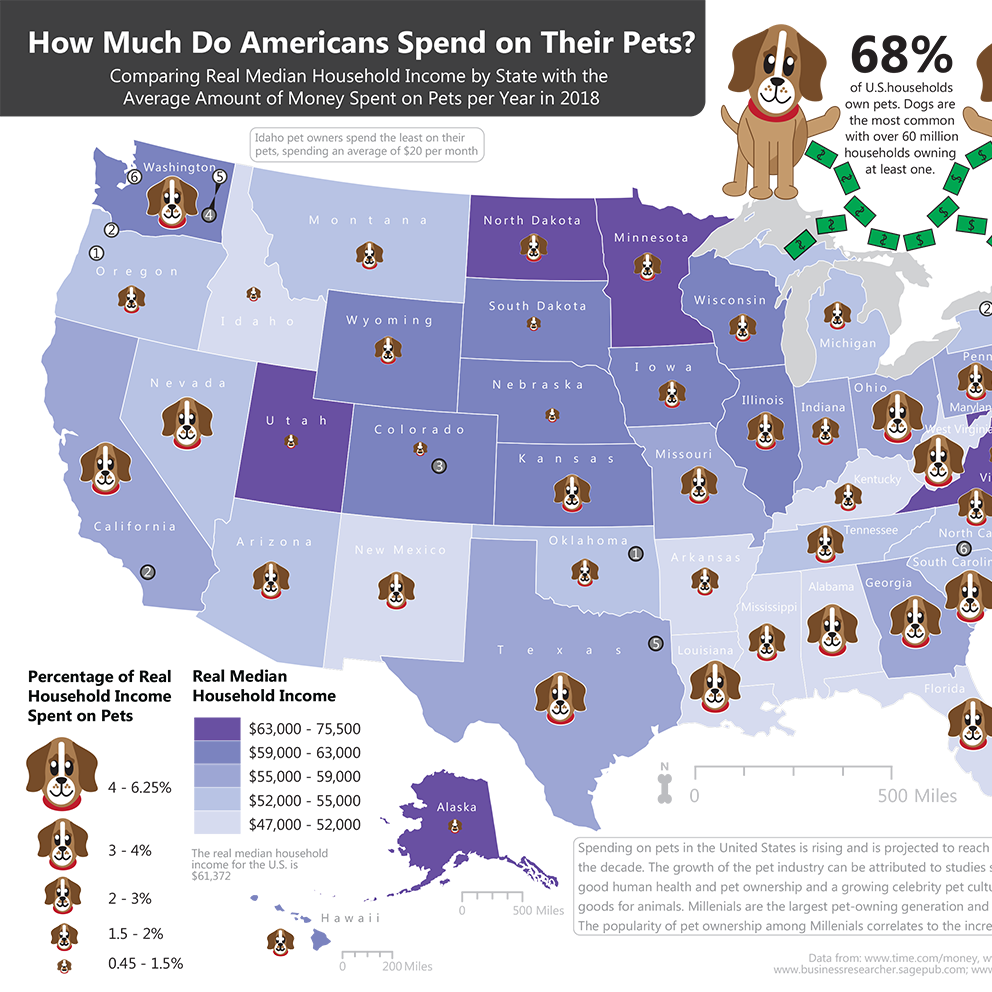 How Much Do Americans Spend on Their Pets?
Comparing Real Median Household Income by State with the
Average Amount of Money Spent on Pets per Year in 2018
68%
of U.S.households
own pets. Dogs are
the most common
with over 60 million
households owning
at least one.
Idaho pet owners spend the least on their
pets, spending an average of $20 per month
Washington
6
5
4
2
1
Oregon
Idaho
Montana
North Dakota
Minnesota
South Dakota
Wisconsin
Michigan
2
Wyoming
Nebraska
Iowa
Illinois
Indiana
Ohio
Penn
Maryland
West Virginia
Vi
Nevada
Utah
Colorado
3
Kansas
Missouri
Kentucky
California
2
Arizona
New Mexico
Oklahoma
1
Arkansas
Tennessee
North Ca
6
South Carolin
Mississippi
Alabama
Georgia
Texas
5
Louisiana
Florida
Alaska
Hawaii
Percentage of Real
Household Income
Spent on Pets
4 - 6.25%
3 - 4%
2 - 3%
1.5 - 2%
0.45 - 1.5%
Real Median
Household Income
$63,000 - 75,500
$59,000 - 63,000
$55,000 - 59,000
$52,000 - 55,000
$47,000 - 52,000
The real median household
income for the U.S. is
$61,372
N
0 500 Miles
0 500 Miles
0 200 Miles
Spending on pets in the United States is rising and is projected to reach
the decade. The growth of the pet industry can be attributed to studies s
good human health and pet ownership and a growing celebrity pet cultu
goods for animals. Millenials are the largest pet-owning generation and
The popularity of pet ownership among Millenials correlates to the incre
Data from: www.time.com/money, w
www.businessresearcher.sagepub.com; www